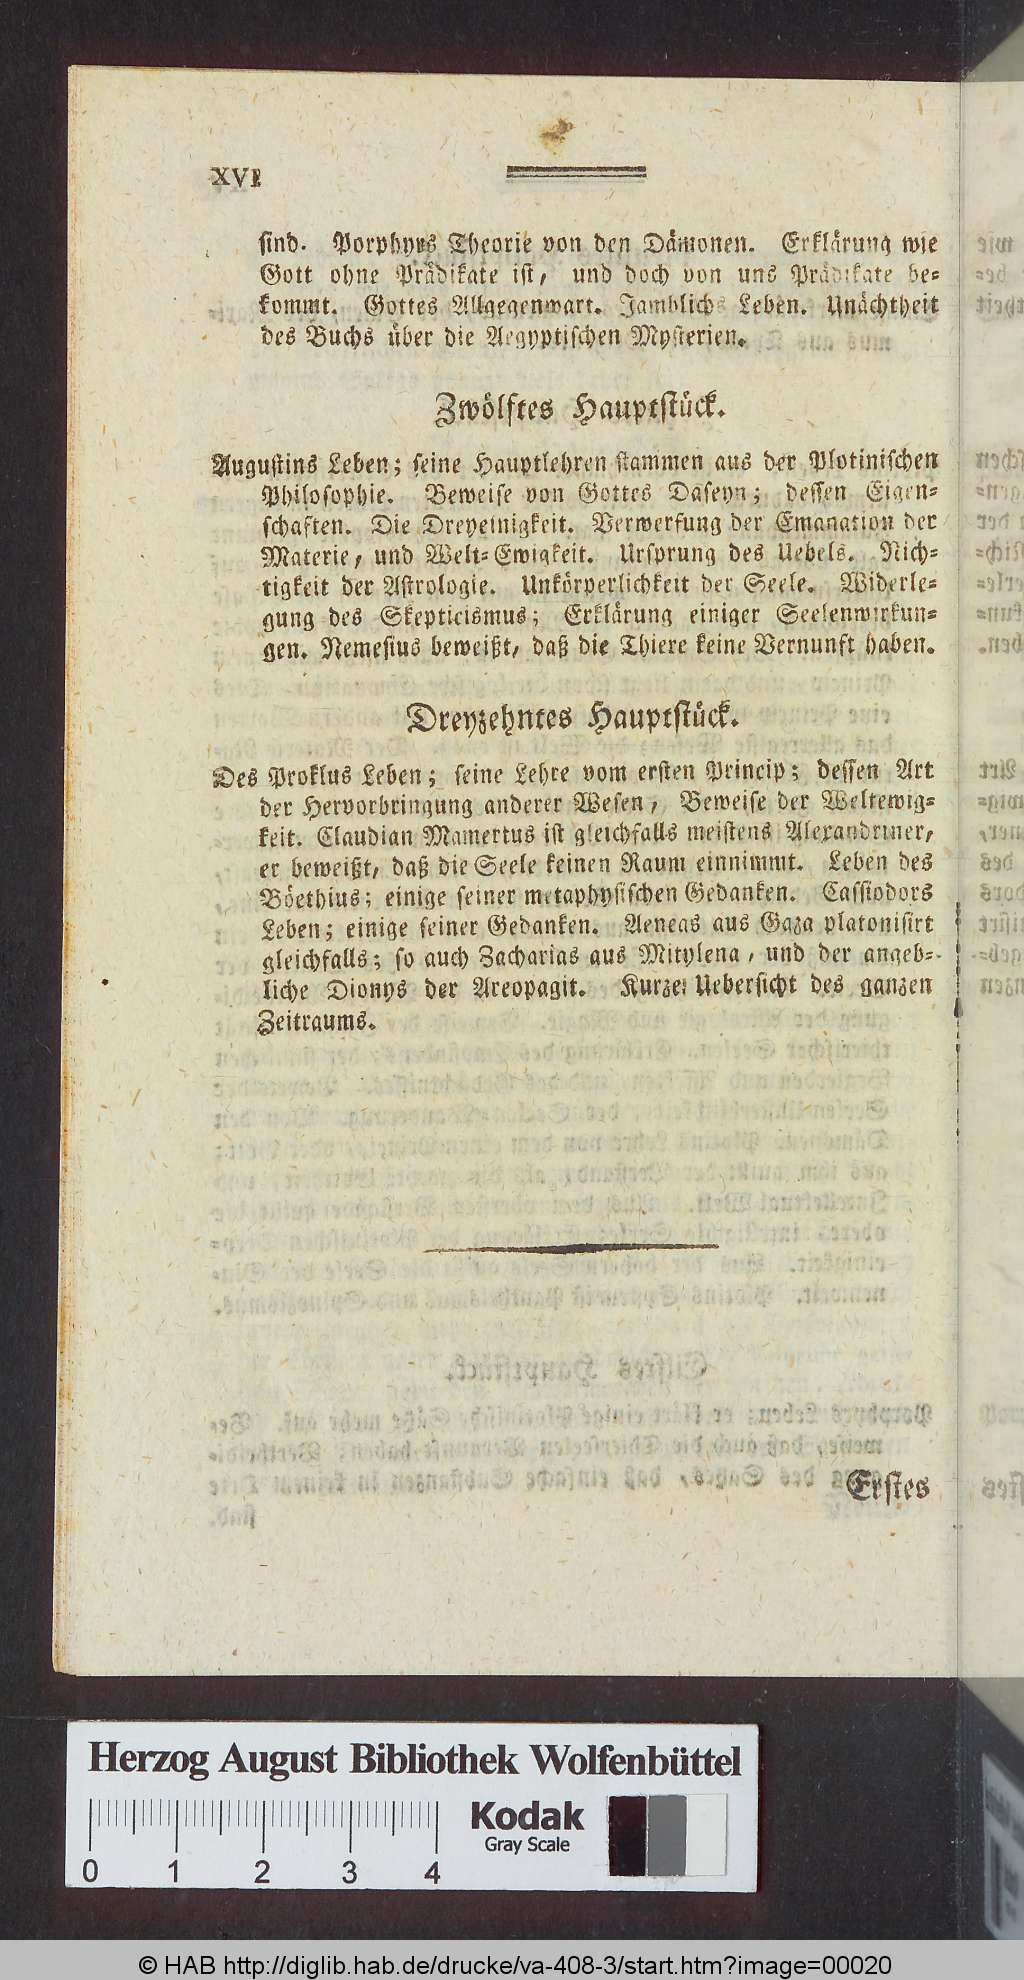 XVI
sind. Porphyrs Theorie von den Dämonen. Erklärung wie
Gott ohne Prädikate ist, und doch von uns Prädikate be=
kommt. Gottes Allgegenwart. Jamblichs Leben. Unächtheit
des Buchs über die Aegyptischen Mysterien.
Zwölftes Hauptstück.
Augustins Leben; seine Hauptlehren stammen aus der Plotinischen
Philosophie. Beweise von Gottes Daseyn; dessen Eigen=
schaften. Die Dreyeinigkeit. Verwerfung der Emanation der
Materie, und Welt=Ewigkeit. Ursprung des Uebels. Nich=
tigkeit der Astrologie. Unkörperlichkeit der Seele. Widerle=
gung des Skepticismus; Erklärung einiger Seelenwirkun=
gen. Nemesius beweißt, daß die Thiere keine Vernunft haben.
Dreyzehntes Hauptstück.
Des Proklus Leben; seine Lehre vom ersten Princip; dessen Art
der Hervorbringung anderer Wesen, Beweise der Weltewig=
keit. Claudian Mamertus ist gleichfalls meistens Alexandriner,
er beweißt, daß die Seele keinen Raum einnimmt. Leben des
Böethius; einige seiner metaphysischen Gedanken. Cassiodors
Leben; einige seiner Gedanken. Aeneas aus Gaza platonisirt
gleichfalls; so auch Zacharias aus Mitylena, und der angeb=
liche Dionys der Areopagit. Kurze Uebersicht des ganzen
Zeitraums.
Erstes
Herzog August Bibliothek Wolfenbüttel
Kodak
Gray Scale
0 1 2 3 4
© HAB http://diglib.hab.de/drucke/va-408-3/start.htm?image=00020